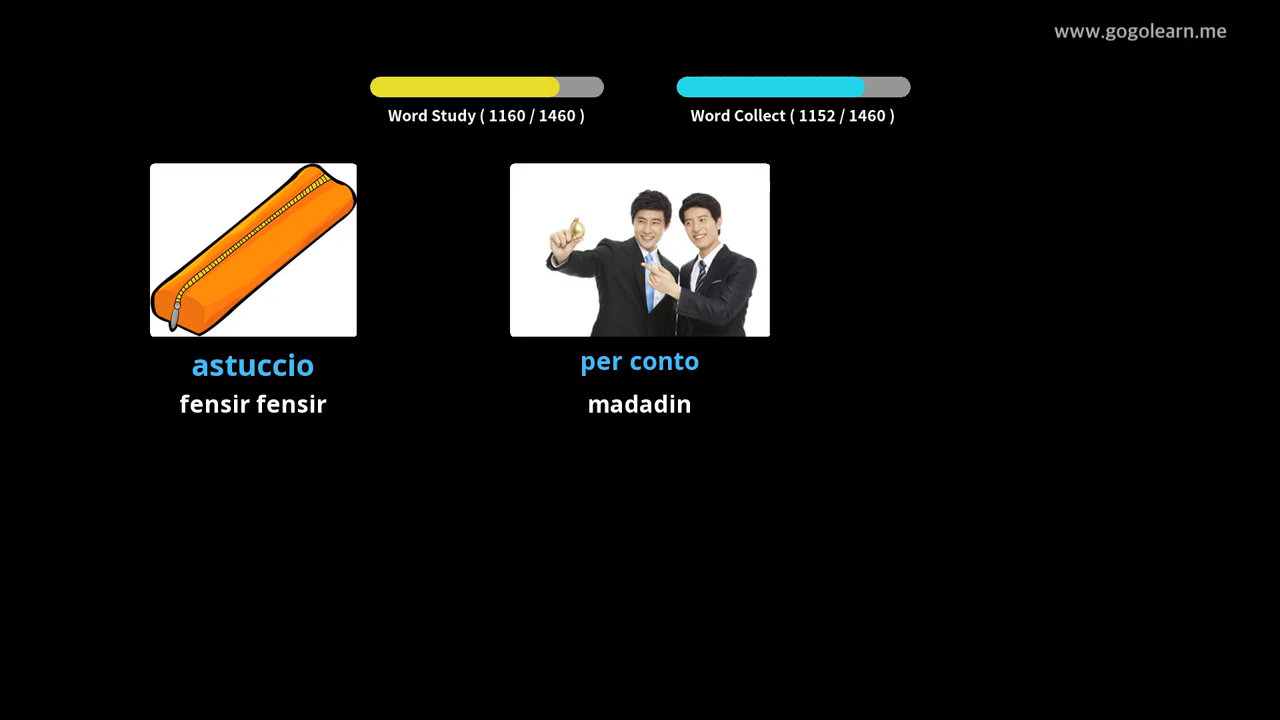 www.gogolearn.me
Word Study ( 1160 / 1460 )
Word Collect ( 1152 / 1460 )
astuccio
fensir fensir
per conto
madadin